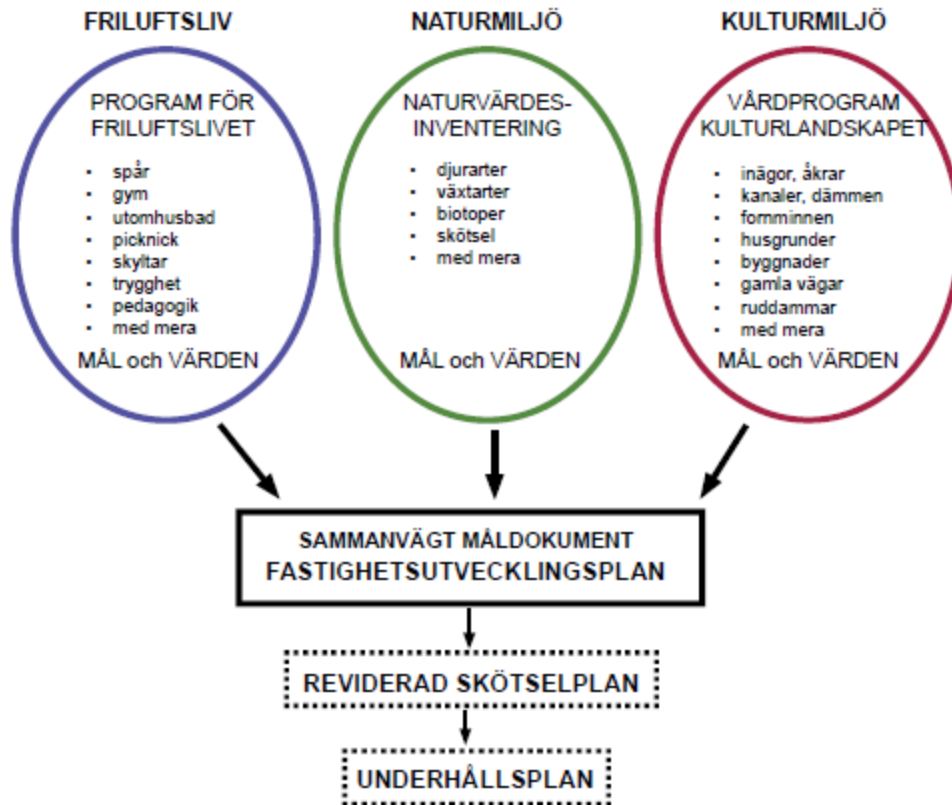 FRILUFTSLIV
PROGRAM FÖR
FRILUFTSLIVET
• spår
• gym
• utomhusbad
• picknick
• skyltar
• trygghet
• pedagogik
• med mera
MÅL och VÄRDEN
NATURMILJÖ
NATURVÄRDES-
INVENTERING
• djurarter
• växtarter
• biotoper
• skötsel
• med mera
MÅL och VÄRDEN
KULTURMILJÖ
VÅRDPROGRAM
KULTURLANDSKAPET
• inägor, åkrar
• kanaler, dämmen
• fornminnen
• husgrunder
• byggnader
• gamla vägar
• ruddammar
• med mera
MÅL och VÄRDEN
SAMMANVÄGT MÅLDOKUMENT
FASTIGHETSUTVECKLINGSPLAN
REVIDERAD SKÖTSELPLAN
UNDERHÅLLSPLAN